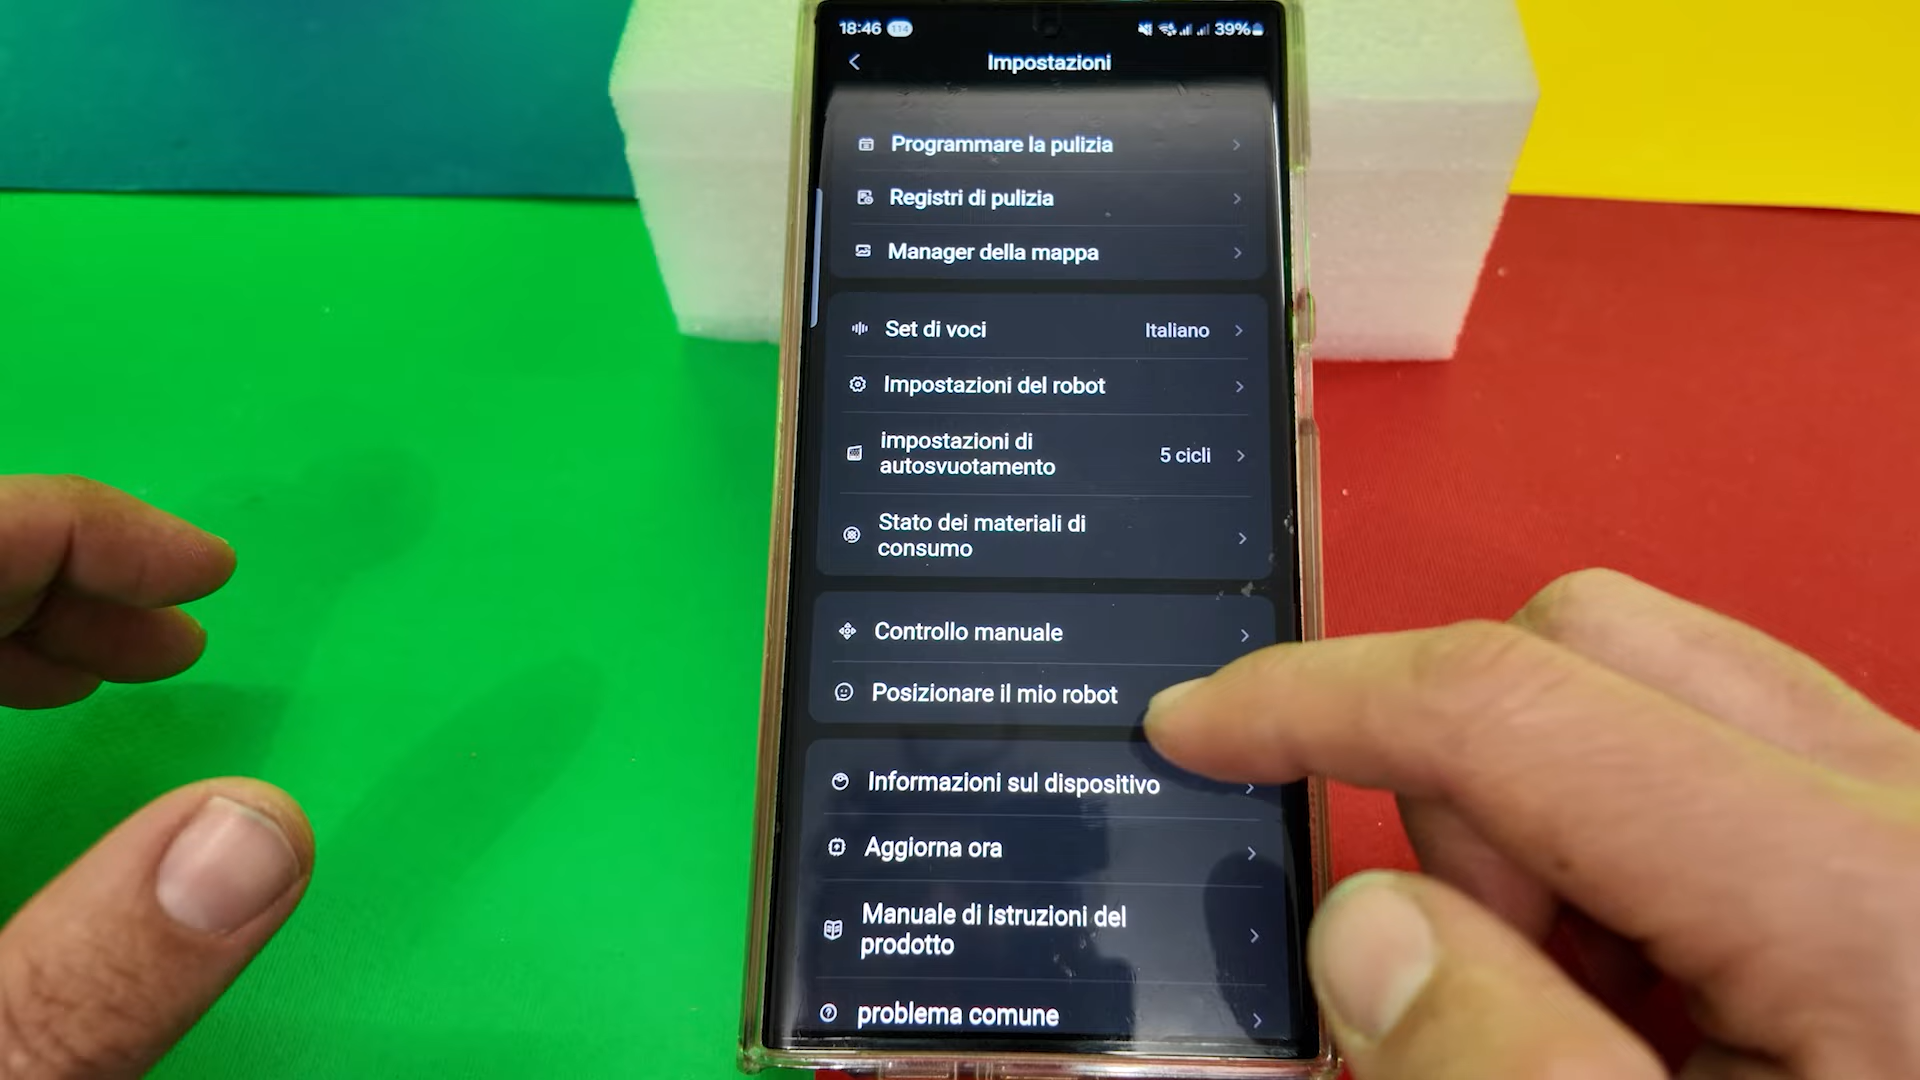 18:46 114 39%
Impostazioni
Programmare la pulizia
Registri di pulizia
Manager della mappa
Set di voci Italiano
Impostazioni del robot
impostazioni di
autosvuotamento 5 cicli
Stato dei materiali di
consumo
Controllo manuale
Posizionare il mio robot
Informazioni sul dispositivo
Aggiorna ora
Manuale di istruzioni del
prodotto
problema comune